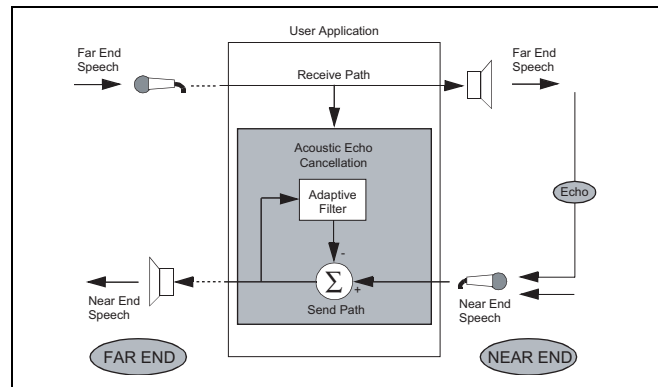 User Application
Far End
Speech
Receive Path
Far End
Speech
Acoustic Echo
Cancellation
Adaptive
Filter
Echo
-
Σ
+
Send Path
Near End
Speech
Near End
Speech
FAR END
NEAR END